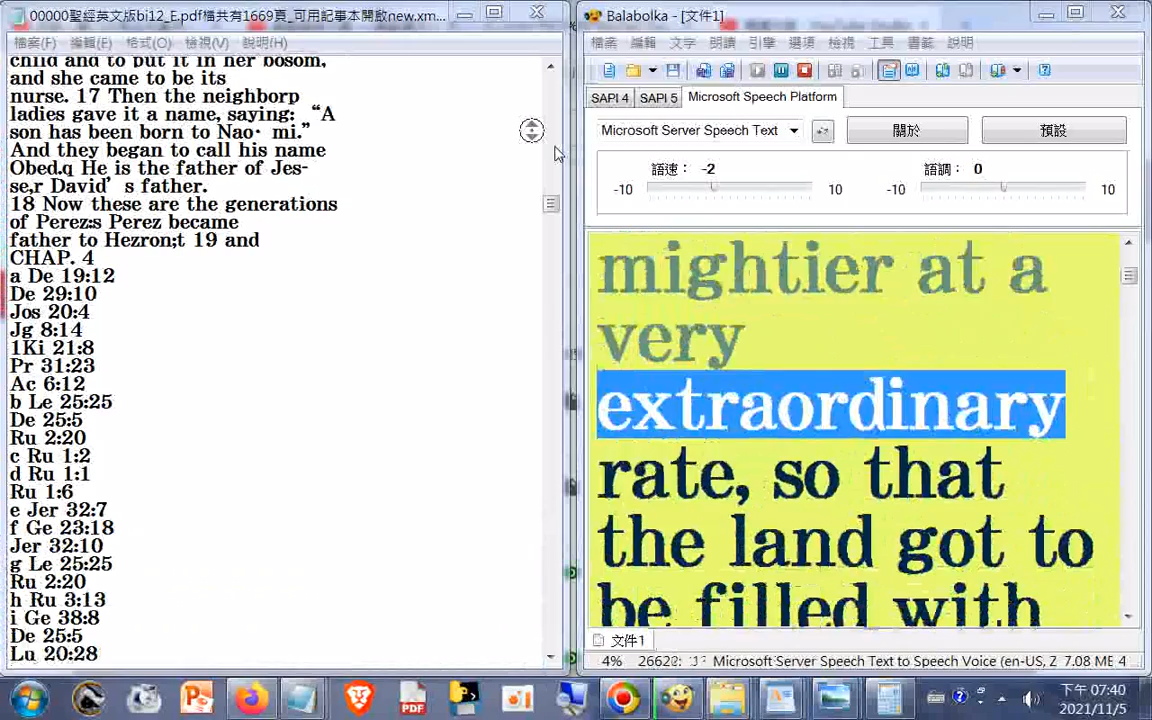 00000聖經英文版bi12_E.pdf檔共有1669頁_可用記事本開啟new.xm...
檔案(F) 編輯(E) 格式(O) 檢視(V) 說明(H)
child and to put it in her bosom,
and she came to be its
nurse. 17 Then the neighborp
ladies gave it a name, saying: “A
son has been born to Nao· mi.”
And they began to call his name
Obed.q He is the father of Jes-
se,r David’s father.
18 Now these are the generations
of Perez:s Perez became
father to Hezron;t 19 and
CHAP. 4
a De 19:12
De 29:10
Jos 20:4
Jg 8:14
1Ki 21:8
Pr 31:23
Ac 6:12
b Le 25:25
De 25:5
Ru 2:20
c Ru 1:2
d Ru 1:1
Ru 1:6
e Jer 32:7
f Ge 23:18
Jer 32:10
g Le 25:25
Ru 2:20
h Ru 3:13
i Ge 38:8
De 25:5
Lu 20:28
Balabolka - [文件1]
檔案 編輯 文字 朗讀 引擎 選項 檢視 工具 書籤 說明
SAPI 4 SAPI 5 Microsoft Speech Platform
Microsoft Server Speech Text 關於 預設
語速: -2 語調: 0
-10 10 -10 10
mightier at a
very
extraordinary
rate, so that
the land got to
be filled with
文件1
4% Microsoft Server Speech Text to Speech Voice (en-US, Z 7.08 ME 4
下午 07:40
2021/11/5